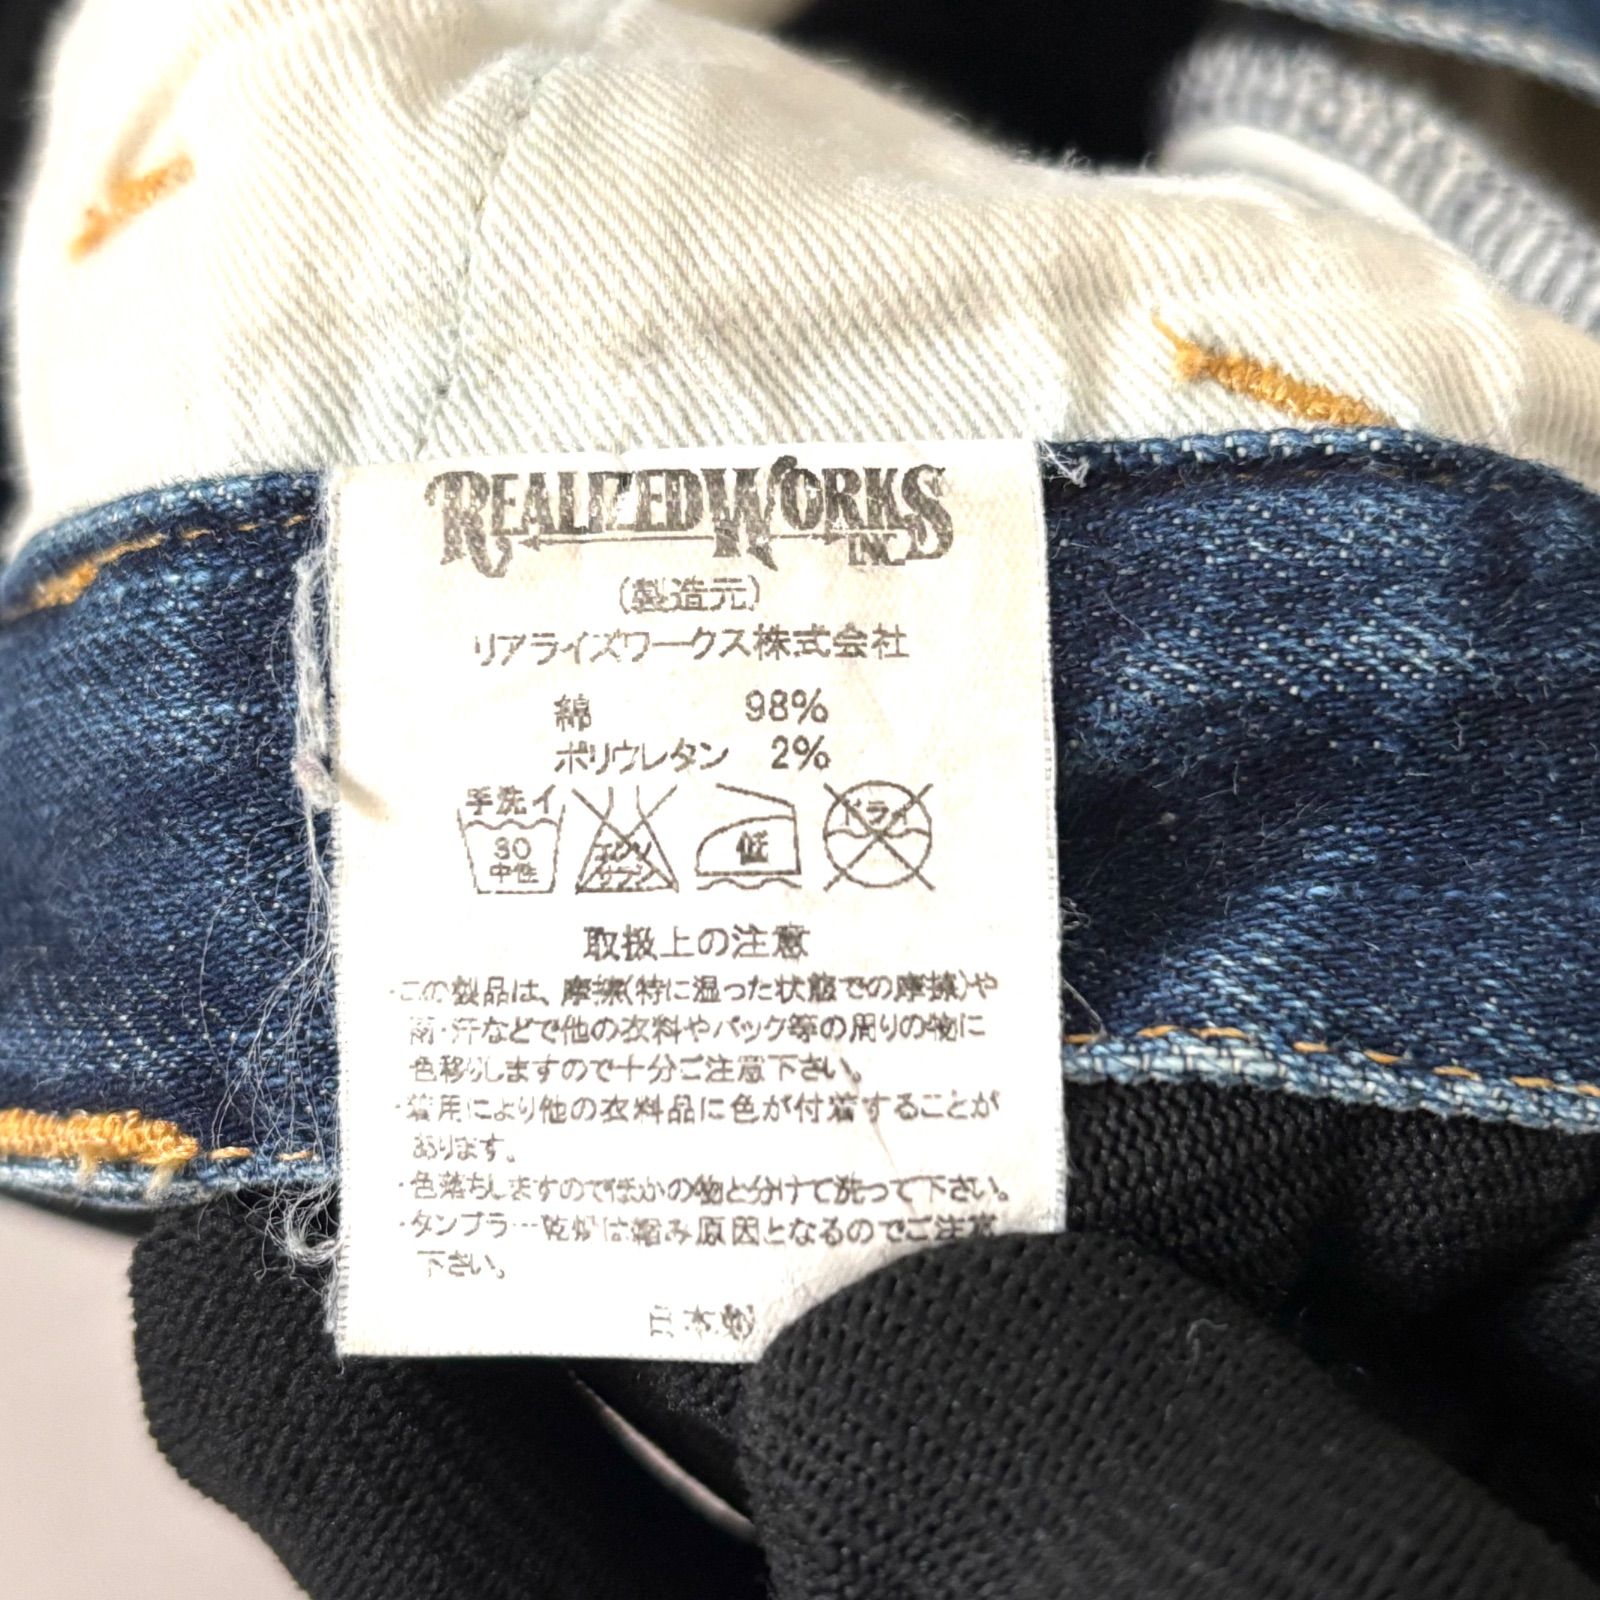 REALIZED WORKS
INC.
(製造元)
リアライズワークス株式会社
綿 98%
ポリウレタン 2%
手洗イ
30
中性
エンソ
サラシ
低
ドライ
取扱上の注意
・この製品は、摩擦(特に湿った状態での摩擦)や
雨・汗などで他の衣料やバック等の周りの物に
色移りしますので十分ご注意下さい。
・着用により他の衣料品に色が付着することが
あります。
・色落ちしますのでほかの物と分けて洗って下さい。
・タンブラー乾燥は縮み原因となるのでご注意
下さい。
日本製